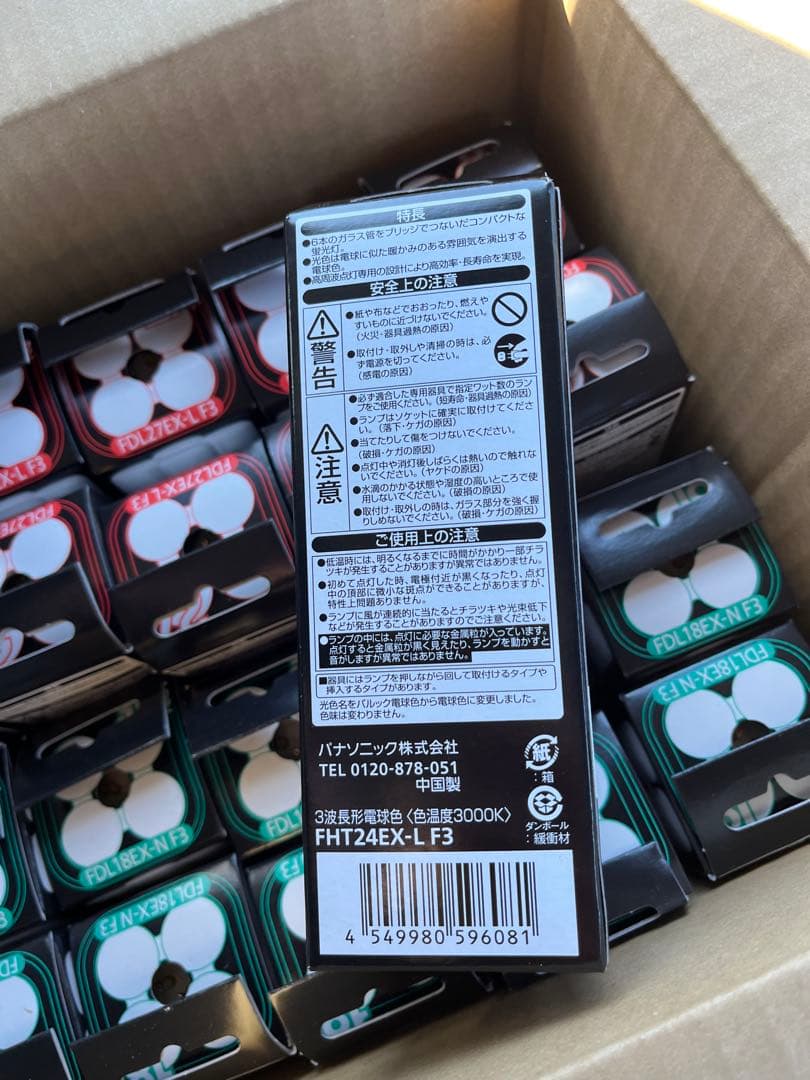 特長
●6本のガラス管をブリッジでつないだコンパクトな
蛍光灯。
●光色は電球に似た暖かみのある雰囲気を演出する
電球色。
●高周波点灯専用の設計により高効率・長寿命を実現。
安全上の注意
警告
●紙や布などでおおったり、燃えや
すいものに近づけないでください。
(火災・器具過熱の原因)
●取付け・取外しや清掃の時は、必
ず電源を切ってください。
(感電の原因)
注意
●必ず適合した専用器具で指定ワット数のラン
プをご使用ください。(短寿命・器具過熱の原因)
●ランプはソケットに確実に取付けてくださ
い。(落下・ケガの原因)
●当てたりして傷をつけないでください。
(破損・ケガの原因)
●点灯中や消灯後しばらくは熱いので触れな
いでください。(ヤケドの原因)
●水滴のかかる状態や湿度の高いところで使
用しないでください。(破損の原因)
●取付け・取外しの時は、ガラス部分を強く握
りしめないでください。(破損・ケガの原因)
ご使用上の注意
●低温時には、明るくなるまでに時間がかかり一部チラ
ツキが発生することがありますが異常ではありません。
●初めて点灯した時、電極付近が黒くなったり、点灯
中の頂部に微小な斑点ができることがありますが、
特性上問題ありません。
●ランプに風が連続的に当たるとチラツキや光束低下
などが発生することがありますのでご注意ください。
●ランプの中には、点灯に必要な金属粒が入っています。
点灯すると金属粒が黒く見えたり、ランプを動かすと
音がしますが異常ではありません。
■器具にはランプを押しながら回して取付けるタイプや
挿入するタイプがあります。
光色名をパルック電球色から電球色に変更しました。
色味は変わりません。
パナソニック株式会社
TEL 0120-878-051
中国製
紙
:箱
ダンボール
:緩衝材
3波長形電球色〈色温度3000K〉
FHT24EX-L F3
4 549980 596081
FDL27EX-L F3
FDL27EX-L F3
FDL27EX-L F3
FDL18EX-N F3
FDL18EX-N F3
FDL18EX-N F3
FDL18EX-N F3